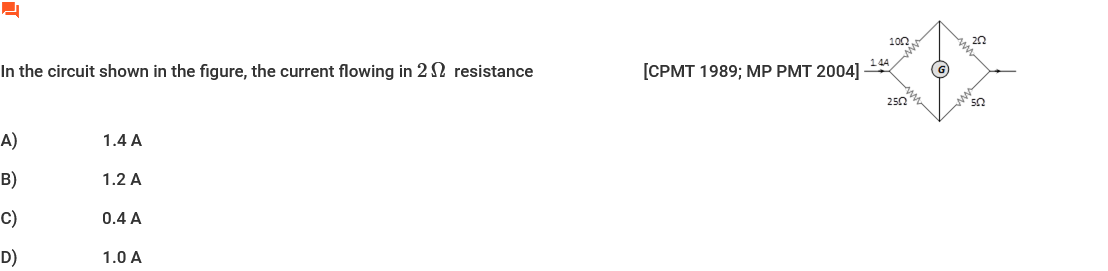 In the circuit shown in the figure, the current flowing in 2 Ω resistance [CPMT 1989; MP PMT 2004]
10Ω 2Ω
1.4A
G
25Ω 5Ω
A) 1.4 A
B) 1.2 A
C) 0.4 A
D) 1.0 A